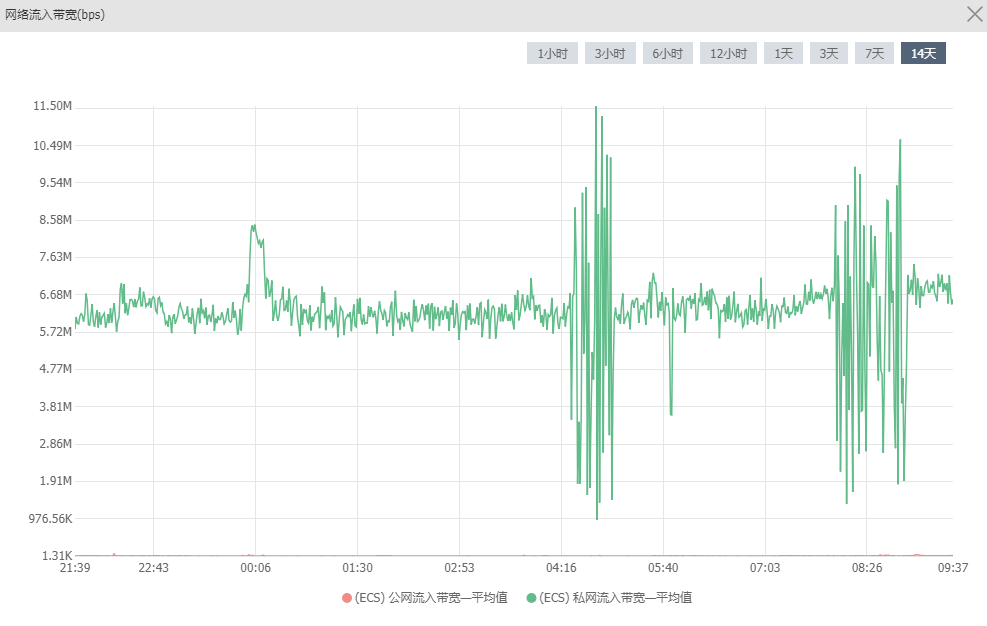 网络流入带宽(bps)
1小时 3小时 6小时 12小时 1天 3天 7天 14天
11.50M
10.49M
9.54M
8.58M
7.63M
6.68M
5.72M
4.77M
3.81M
2.86M
1.91M
976.56K
1.31K
21:39 22:43 00:06 01:30 02:53 04:16 05:40 07:03 08:26 09:37
(ECS) 公网流入带宽—平均值 (ECS) 私网流入带宽—平均值